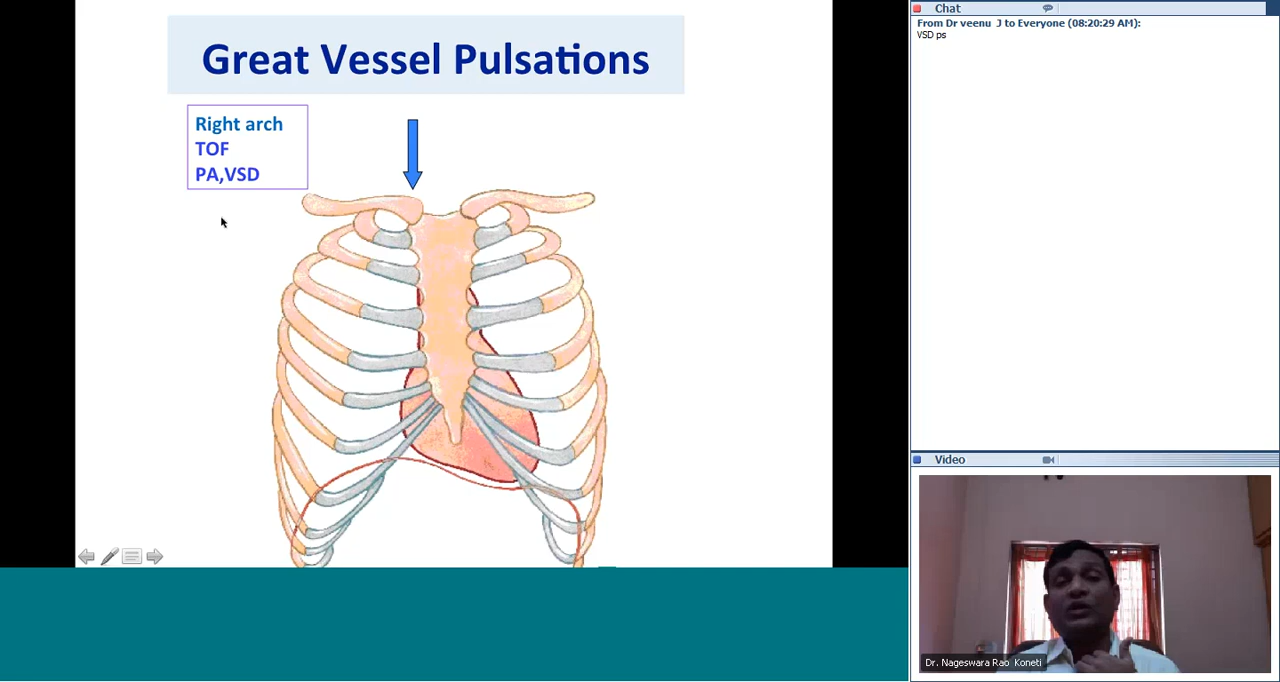 Great Vessel Pulsations
Right arch
TOF
PA,VSD
Chat
From Dr veenu J to Everyone (08:20:29 AM):
VSD ps
Video
Dr. Nageswara Rao Koneti